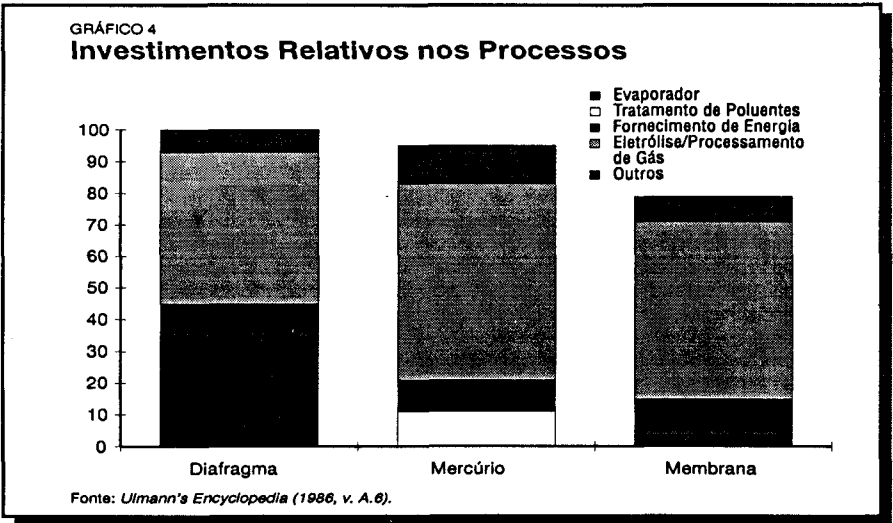 GRÁFICO 4
Investimentos Relativos nos Processos
Evaporador
Tratamento de Poluentes
Fornecimento de Energia
Eletrólise/Processamento
de Gás
Outros
100
90
80
70
60
50
40
30
20
10
0
Diafragma Mercúrio Membrana
Fonte: Ulmann's Encyclopedia (1986, v. A.6).